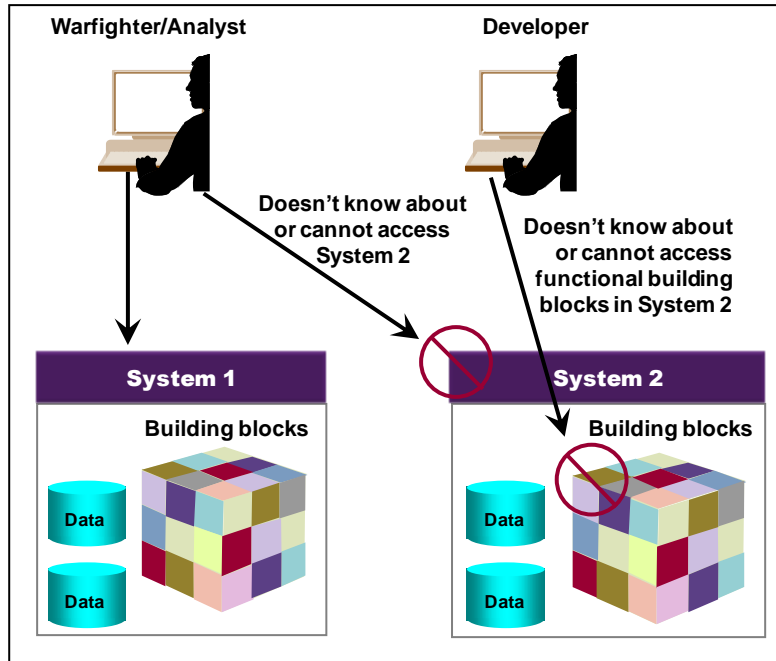 Warfighter/Analyst
Developer
Doesn't know about
or cannot access
System 2
Doesn't know about
or cannot access
functional building
blocks in System 2
System 1
Building blocks
Data
Data
System 2
Building blocks
Data
Data